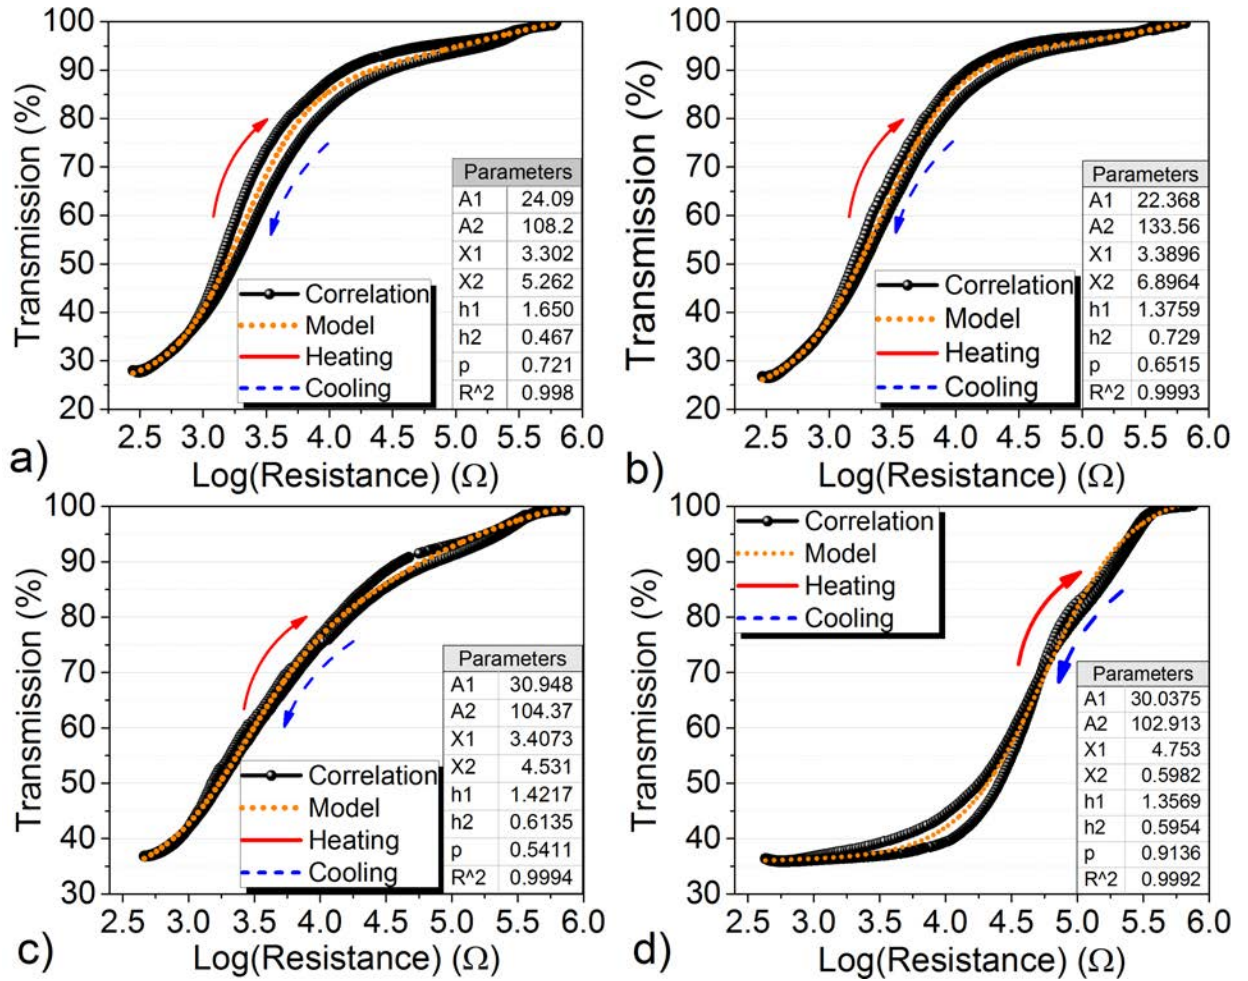 100
90
80
70
60
50
40
30
20
Transmission (%)
Parameters
A1 24.09
A2 108.2
X1 3.302
X2 5.262
h1 1.650
h2 0.467
p 0.721
R^2 0.998
Correlation
Model
Heating
Cooling
2.5 3.0 3.5 4.0 4.5 5.0 5.5 6.0
a) Log(Resistance) (Ω)
100
90
80
70
60
50
40
30
20
Transmission (%)
Parameters
A1 22.368
A2 133.56
X1 3.3896
X2 6.8964
h1 1.3759
h2 0.729
p 0.6515
R^2 0.9993
Correlation
Model
Heating
Cooling
2.5 3.0 3.5 4.0 4.5 5.0 5.5 6.0
b) Log(Resistance) (Ω)
100
90
80
70
60
50
40
30
Transmission (%)
Parameters
A1 30.948
A2 104.37
X1 3.4073
X2 4.531
h1 1.4217
h2 0.6135
p 0.5411
R^2 0.9994
Correlation
Model
Heating
Cooling
2.5 3.0 3.5 4.0 4.5 5.0 5.5 6.0
c) Log(Resistance) (Ω)
100
90
80
70
60
50
40
30
Transmission (%)
Correlation
Model
Heating
Cooling
Parameters
A1 30.0375
A2 102.913
X1 4.753
X2 0.5982
h1 1.3569
h2 0.5954
p 0.9136
R^2 0.9992
2.5 3.0 3.5 4.0 4.5 5.0 5.5 6.0
d) Log(Resistance) (Ω)